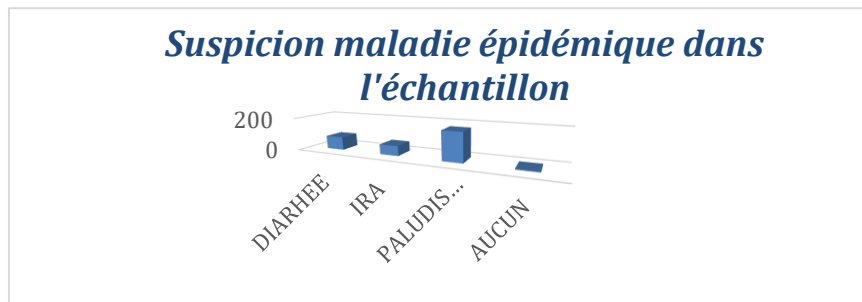 Suspicion maladie épidémique dans
l'échantillon
200
0
DIARHEE
IRA
PALUDIS...
AUCUN